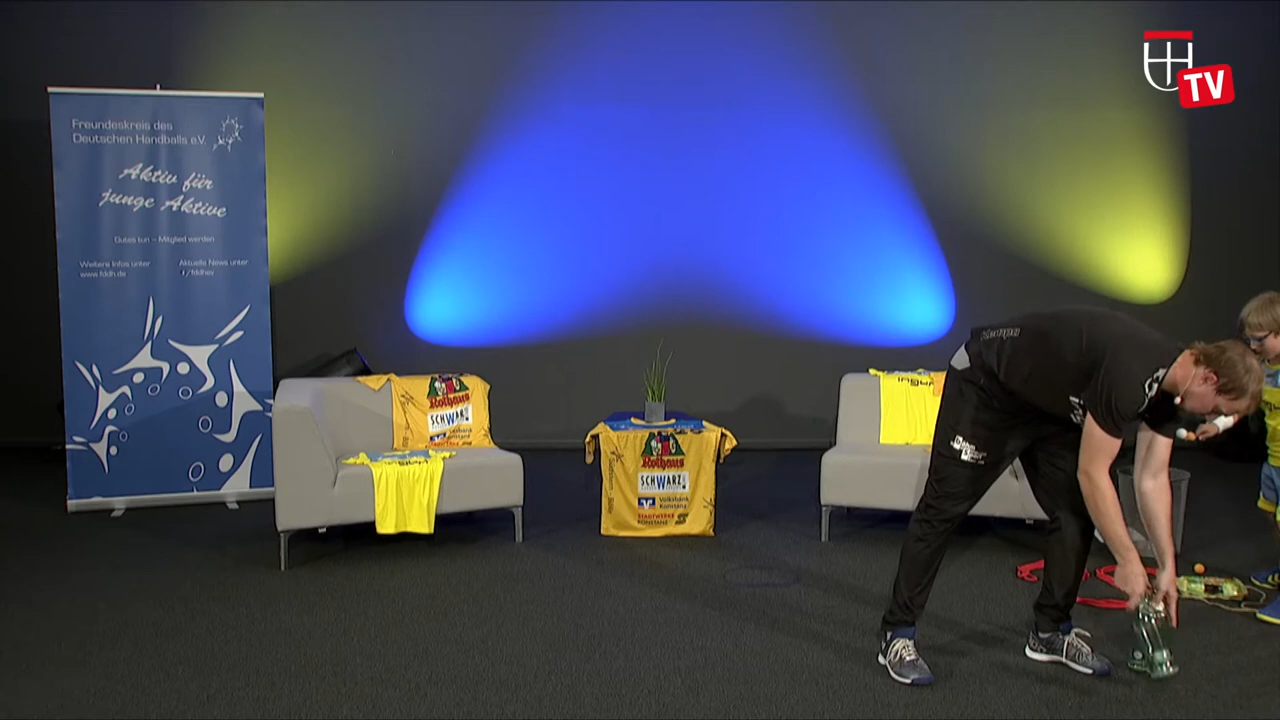 TV
Freundeskreis des
Deutschen Handballs e.V.
Aktiv für
junge Aktive
Gutes tun – Mitglied werden
Weitere Infos unter
www.fddh.de
Aktuelle News unter
Rothaus
SCHWARZ
Volksbank
Konstanz
Rothaus
SCHWARZ
Volksbank
Konstanz
STADTWERKE
KONSTANZ
Kempa